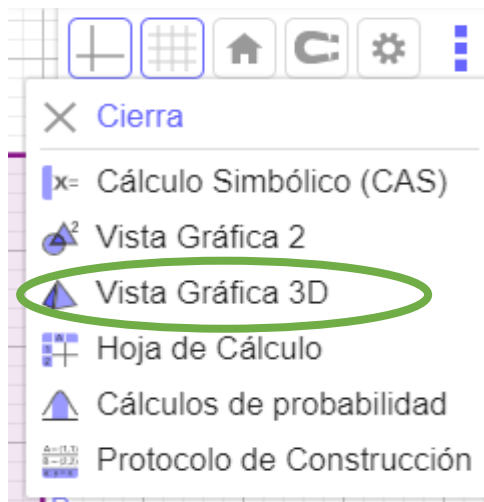 Cierra
x= Cálculo Simbólico (CAS)
2 Vista Gráfica 2
Vista Gráfica 3D
Hoja de Cálculo
Cálculos de probabilidad
Protocolo de Construcción